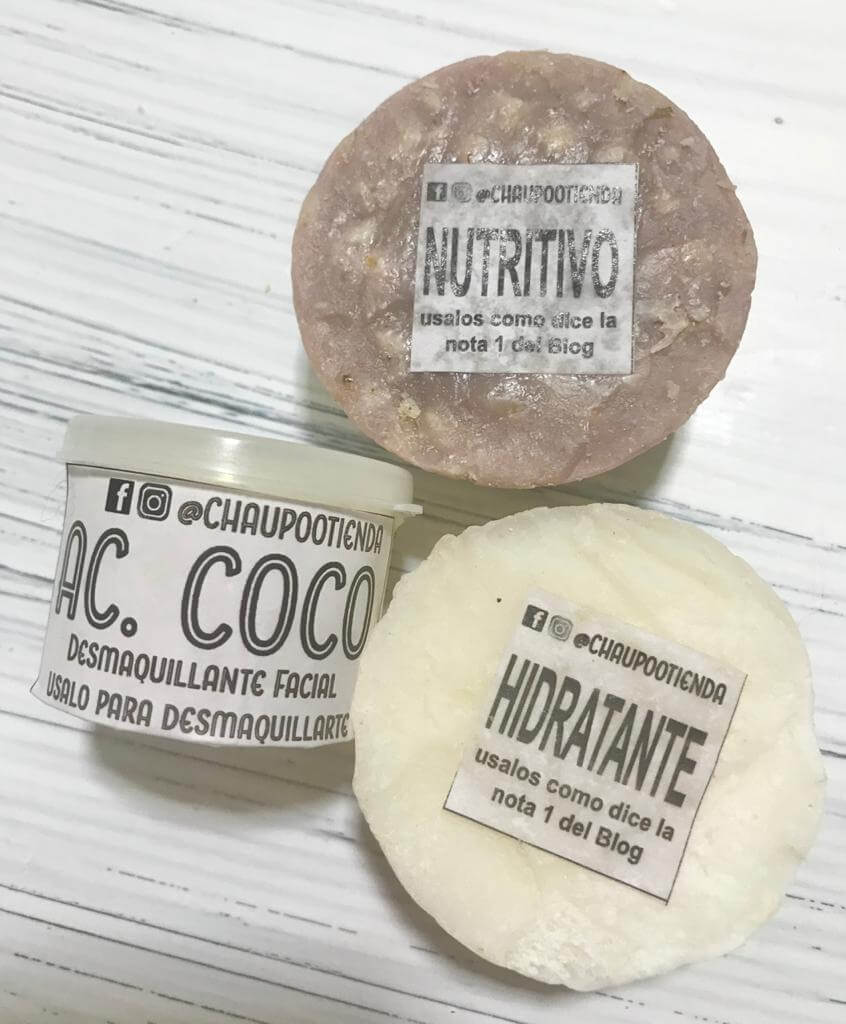 @CHAUPOOTIENDA
NUTRITIVO
usalos como dice la
nota 1 del Blog
@CHAUPOOTIENDA
AC. COCO
DESMAQUILLANTE FACIAL
USALO PARA DESMAQUILLARTE
@CHAUPOOTIENDA
HIDRATANTE
usalos como dice la
nota 1 del Blog